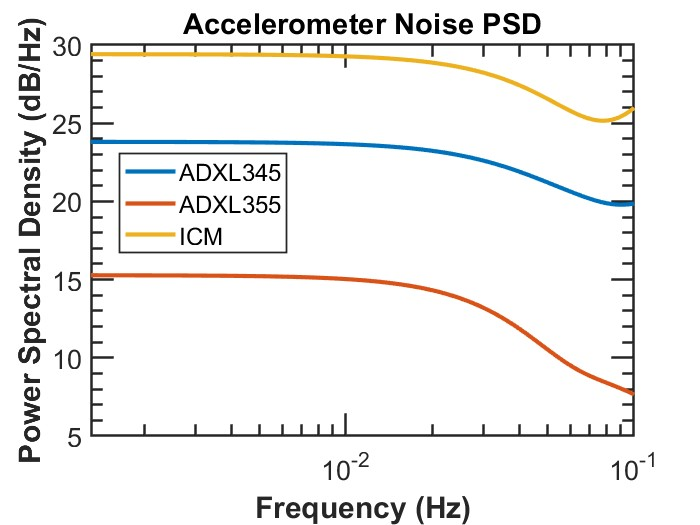 Accelerometer Noise PSD
Power Spectral Density (dB/Hz)
30
25
20
15
10
5
ADXL345
ADXL355
ICM
10-2
10-1
Frequency (Hz)